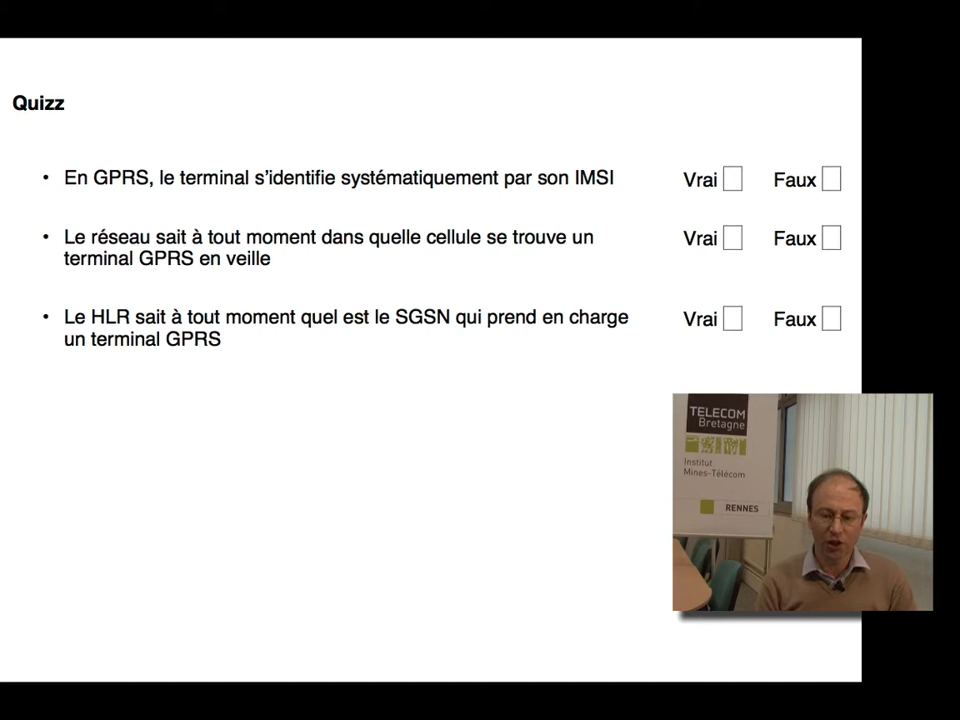 Quizz
• En GPRS, le terminal s'identifie systématiquement par son IMSI
Vrai
Faux
• Le réseau sait à tout moment dans quelle cellule se trouve un
terminal GPRS en veille
Vrai
Faux
• Le HLR sait à tout moment quel est le SGSN qui prend en charge
un terminal GPRS
Vrai
Faux
TELECOM
Bretagne
Institut
Mines-Télécom
RENNES